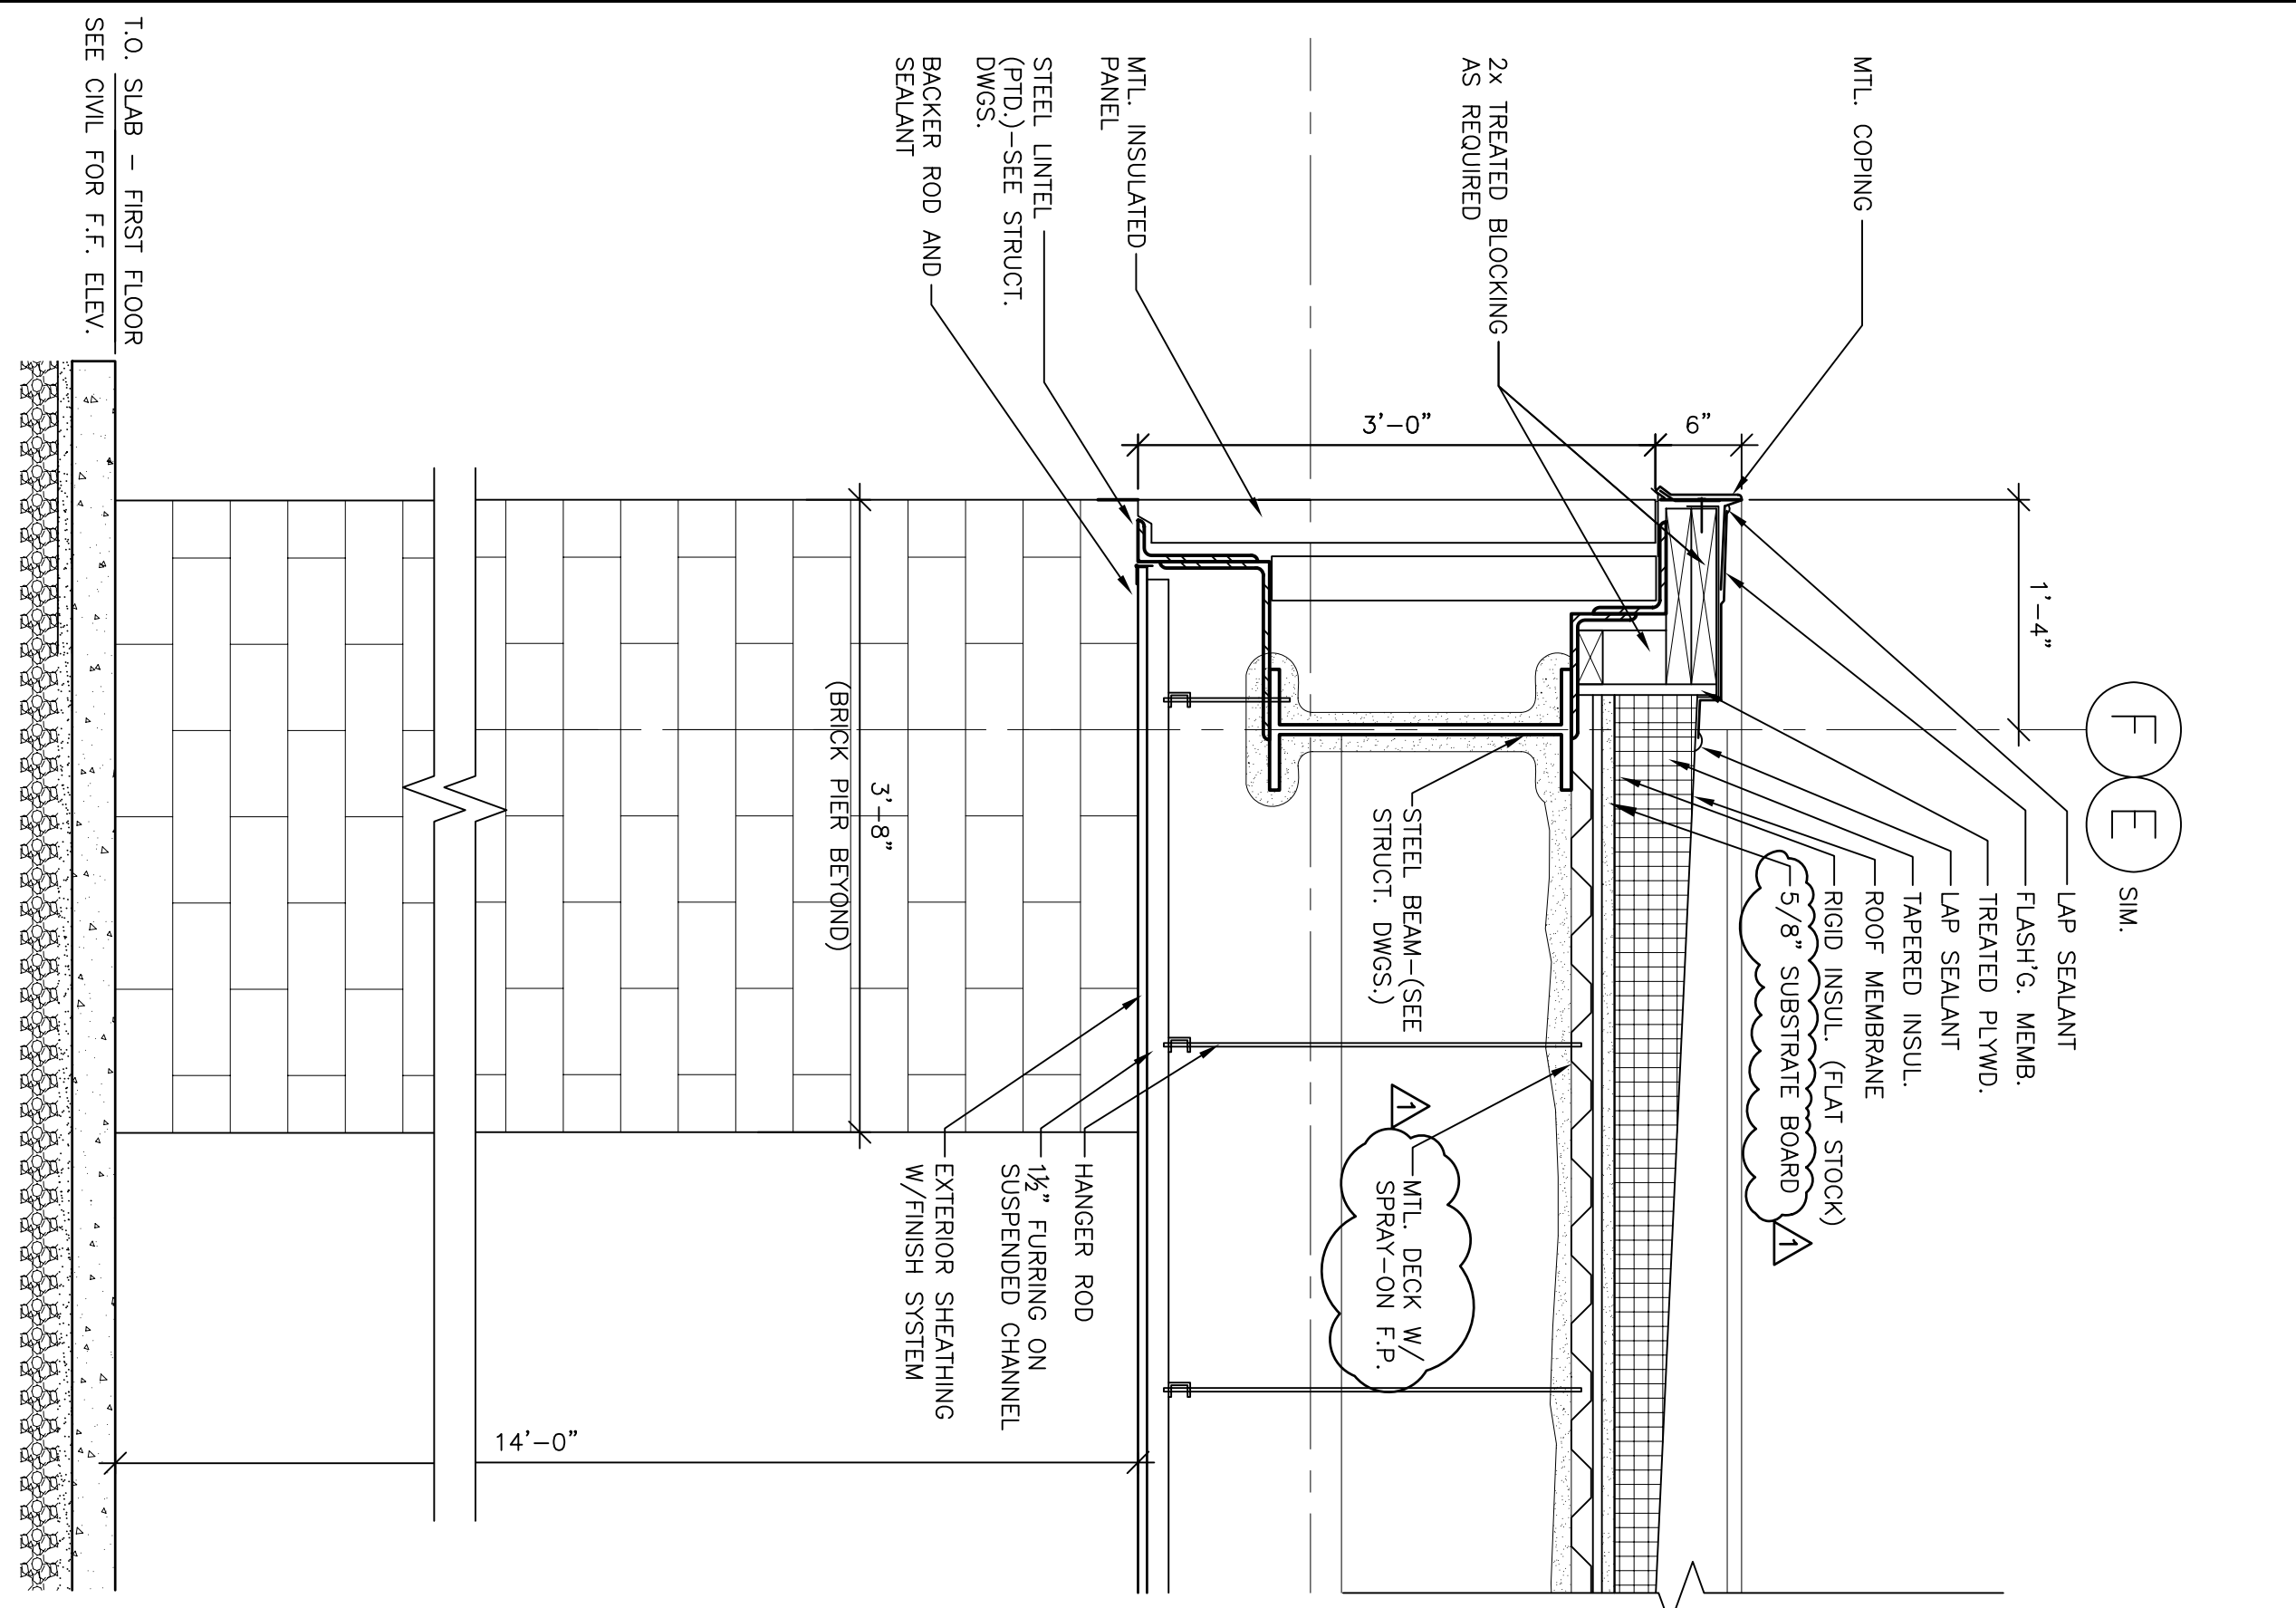 F
E
SIM.
LAP SEALANT
FLASH'G. MEMB.
TREATED PLYWD.
LAP SEALANT
TAPERED INSUL.
ROOF MEMBRANE
RIGID INSUL. (FLAT STOCK)
5/8" SUBSTRATE BOARD
1
1'-4"
MTL. COPING
6"
3'-0"
2x TREATED BLOCKING
AS REQUIRED
STEEL BEAM-(SEE
STRUCT. DWGS.)
1
MTL. DECK W/
SPRAY-ON F.P.
MTL. INSULATED
PANEL
STEEL LINTEL
(PTD.)-SEE STRUCT.
DWGS.
BACKER ROD AND
SEALANT
HANGER ROD
1½" FURRING ON
SUSPENDED CHANNEL
EXTERIOR SHEATHING
W/FINISH SYSTEM
3'-8"
(BRICK PIER BEYOND)
14'-0"
T.O. SLAB - FIRST FLOOR
SEE CIVIL FOR F.F. ELEV.